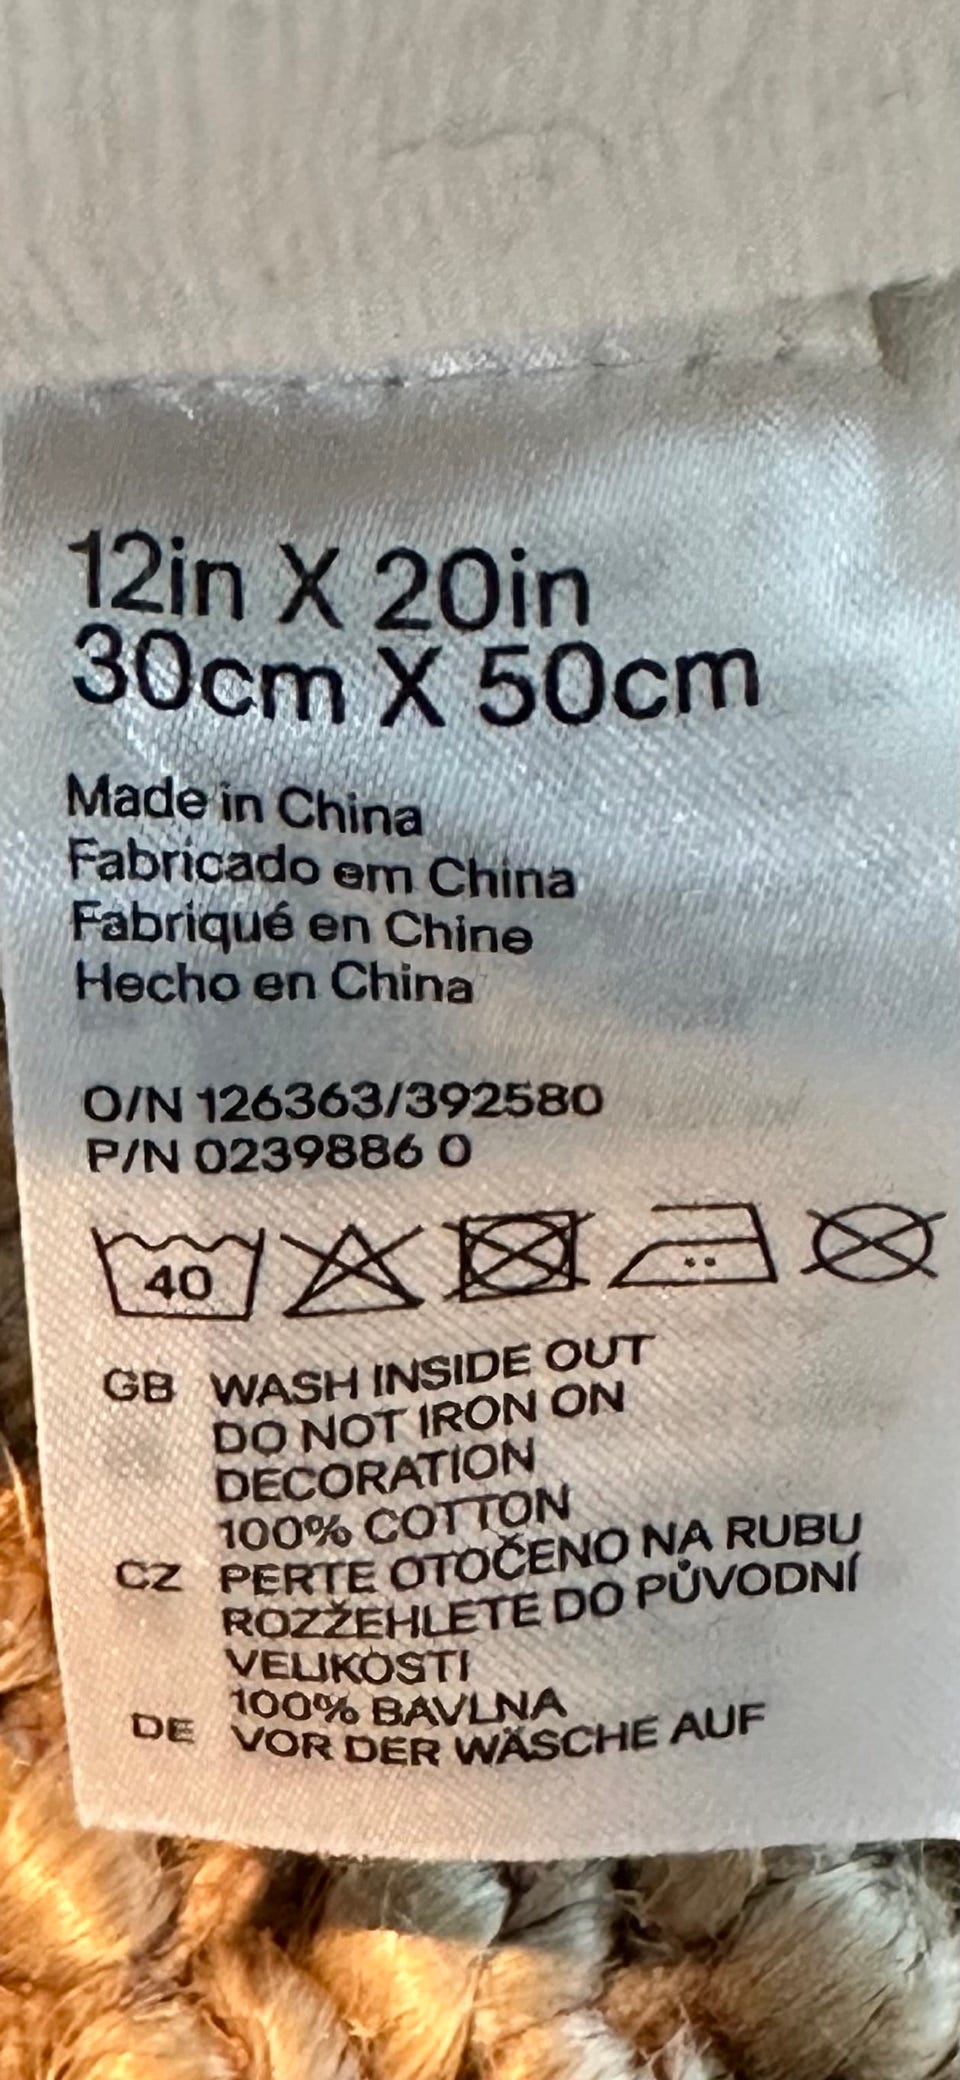 12in X 20in
30cm X 50cm
Made in China
Fabricado em China
Fabriqué en Chine
Hecho en China
O/N 126363/392580
P/N 0239886 0
40
GB WASH INSIDE OUT
DO NOT IRON ON
DECORATION
100% COTTON
CZ PERTE OTOČENO NA RUBU
ROZŽEHLETE DO PŮVODNÍ
VELIKOSTI
100% BAVLNA
DE VOR DER WÄSCHE AUF